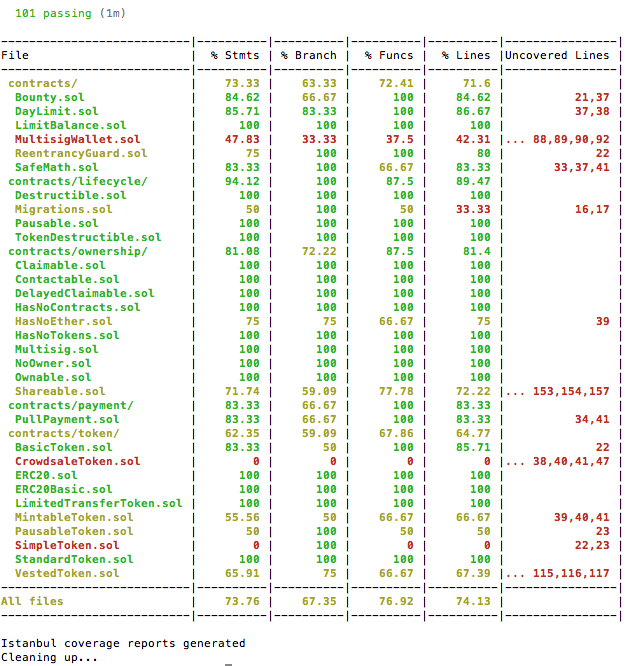 101 passing (1m)
------------------------------|----------|----------|----------|----------|----------------|
File                          |  % Stmts | % Branch |  % Funcs |  % Lines |Uncovered Lines |
------------------------------|----------|----------|----------|----------|----------------|
contracts/                    |    73.33 |    63.33 |    72.41 |     71.6 |                |
Bounty.sol                    |    84.62 |    66.67 |      100 |    84.62 |          21,37 |
DayLimit.sol                  |    85.71 |    83.33 |      100 |    86.67 |          37,38 |
LimitBalance.sol              |      100 |      100 |      100 |      100 |                |
MultisigWallet.sol            |    47.83 |    33.33 |     37.5 |    42.31 |... 88,89,90,92 |
ReentrancyGuard.sol           |       75 |      100 |      100 |       80 |             22 |
SafeMath.sol                  |    83.33 |      100 |    66.67 |    83.33 |       33,37,41 |
contracts/lifecycle/          |    94.12 |      100 |     87.5 |    89.47 |                |
Destructible.sol              |      100 |      100 |      100 |      100 |                |
Migrations.sol                |       50 |      100 |       50 |    33.33 |          16,17 |
Pausable.sol                  |      100 |      100 |      100 |      100 |                |
TokenDestructible.sol         |      100 |      100 |      100 |      100 |                |
contracts/ownership/          |    81.08 |    72.22 |     87.5 |     81.4 |                |
Claimable.sol                 |      100 |      100 |      100 |      100 |                |
Contactable.sol               |      100 |      100 |      100 |      100 |                |
DelayedClaimable.sol          |      100 |      100 |      100 |      100 |                |
HasNoContracts.sol            |      100 |      100 |      100 |      100 |                |
HasNoEther.sol                |       75 |       75 |    66.67 |       75 |             39 |
HasNoTokens.sol               |      100 |      100 |      100 |      100 |                |
Multisig.sol                  |      100 |      100 |      100 |      100 |                |
NoOwner.sol                   |      100 |      100 |      100 |      100 |                |
Ownable.sol                   |      100 |      100 |      100 |      100 |                |
Shareable.sol                 |    71.74 |    59.09 |    77.78 |    72.22 |... 153,154,157 |
contracts/payment/            |    83.33 |    66.67 |      100 |    83.33 |                |
PullPayment.sol               |    83.33 |    66.67 |      100 |    83.33 |          34,41 |
contracts/token/              |    62.35 |    59.09 |    67.86 |    64.77 |                |
BasicToken.sol                |    83.33 |       50 |      100 |    85.71 |             22 |
CrowdsaleToken.sol            |        0 |        0 |        0 |        0 |... 38,40,41,47 |
ERC20.sol                     |      100 |      100 |      100 |      100 |                |
ERC20Basic.sol                |      100 |      100 |      100 |      100 |                |
LimitedTransferToken.sol      |      100 |      100 |      100 |      100 |                |
MintableToken.sol             |    55.56 |       50 |    66.67 |    66.67 |       39,40,41 |
PausableToken.sol             |       50 |      100 |       50 |       50 |             23 |
SimpleToken.sol               |        0 |      100 |        0 |        0 |          22,23 |
StandardToken.sol             |      100 |      100 |      100 |      100 |                |
VestedToken.sol               |    65.91 |       75 |    66.67 |    67.39 |... 115,116,117 |
------------------------------|----------|----------|----------|----------|----------------|
All files                     |    73.76 |    67.35 |    76.92 |    74.13 |                |
------------------------------|----------|----------|----------|----------|----------------|
Istanbul coverage reports generated
Cleaning up...